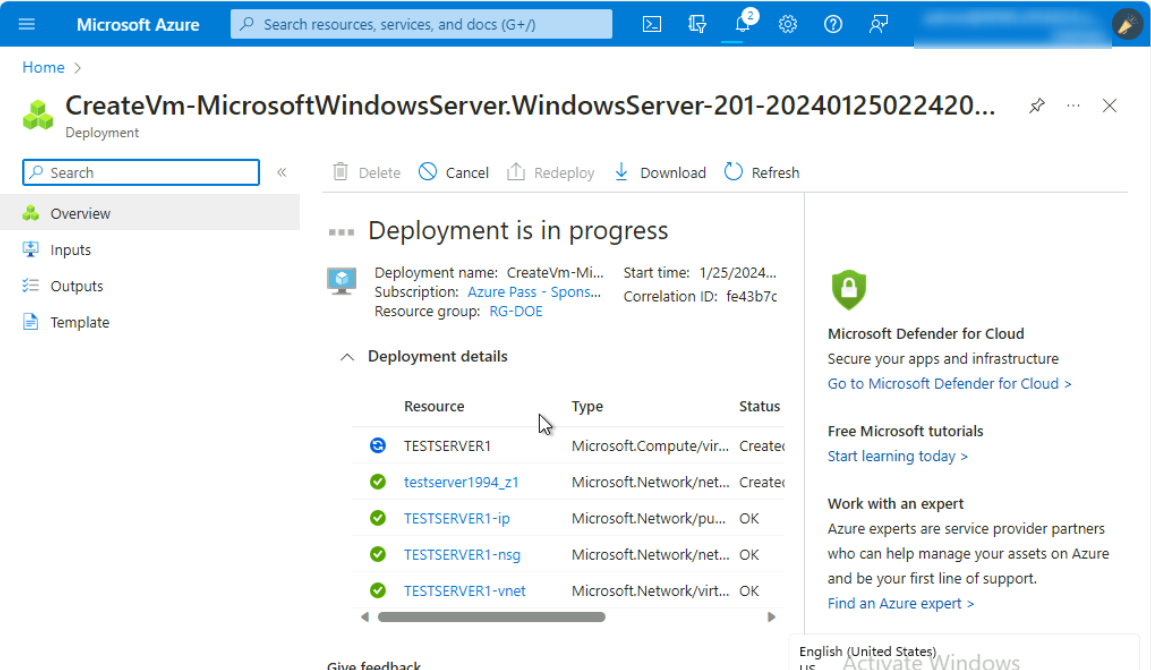 Microsoft Azure
Search resources, services, and docs (G+/)
2
Home >
CreateVm-MicrosoftWindowsServer.WindowsServer-201-20240125022420...
Deployment
Search
«
Delete Cancel Redeploy Download Refresh
Overview
Inputs
Outputs
Template
Deployment is in progress
Deployment name: CreateVm-Mi... Start time: 1/25/2024...
Subscription: Azure Pass - Spons... Correlation ID: fe43b7c
Resource group: RG-DOE
Deployment details
Resource Type Status
TESTSERVER1 Microsoft.Compute/vir... Created
testserver1994_z1 Microsoft.Network/net... Created
TESTSERVER1-ip Microsoft.Network/pu... OK
TESTSERVER1-nsg Microsoft.Network/net... OK
TESTSERVER1-vnet Microsoft.Network/virt... OK
Give feedback
Microsoft Defender for Cloud
Secure your apps and infrastructure
Go to Microsoft Defender for Cloud >
Free Microsoft tutorials
Start learning today >
Work with an expert
Azure experts are service provider partners
who can help manage your assets on Azure
and be your first line of support.
Find an Azure expert >
English (United States)
US
Activate Windows